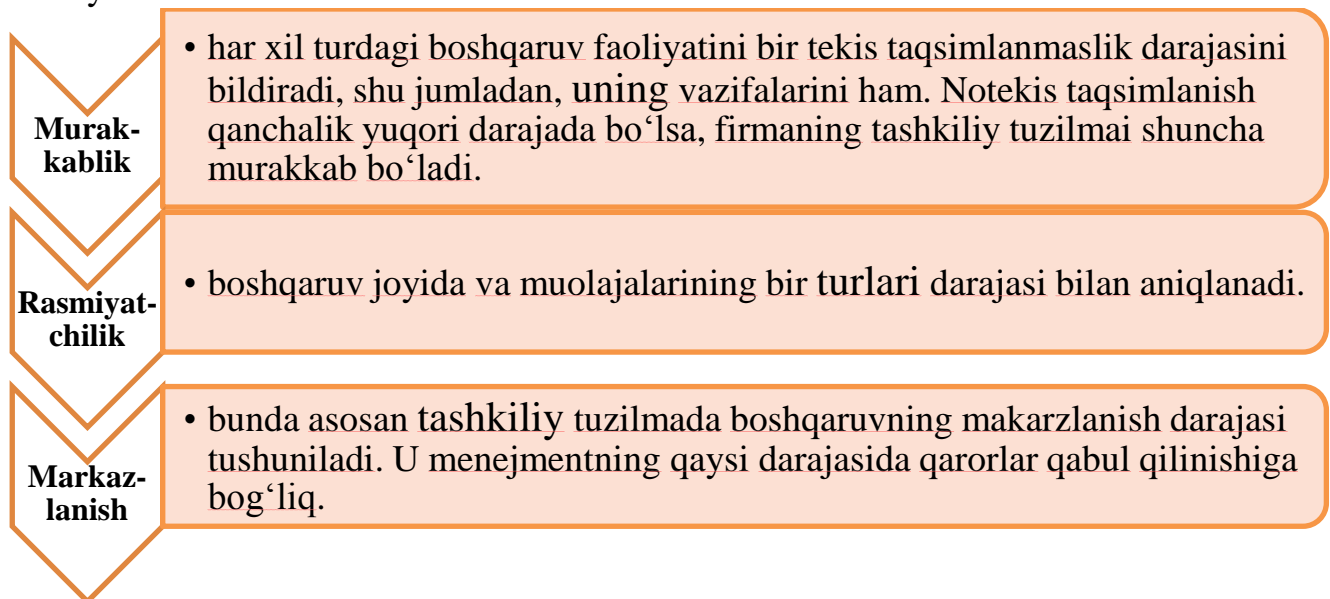 Murak-
kablik
• har xil turdagi boshqaruv faoliyatini bir tekis taqsimlanmaslik darajasini
bildiradi, shu jumladan, uning vazifalarini ham. Notekis taqsimlanish
qanchalik yuqori darajada bo‘lsa, firmaning tashkiliy tuzilmai shuncha
murakkab bo‘ladi.
Rasmiyat-
chilik
• boshqaruv joyida va muolajalarining bir turlari darajasi bilan aniqlanadi.
Markaz-
lanish
• bunda asosan tashkiliy tuzilmada boshqaruvning makarzlanish darajasi
tushuniladi. U menejmentning qaysi darajasida qarorlar qabul qilinishiga
bog‘liq.